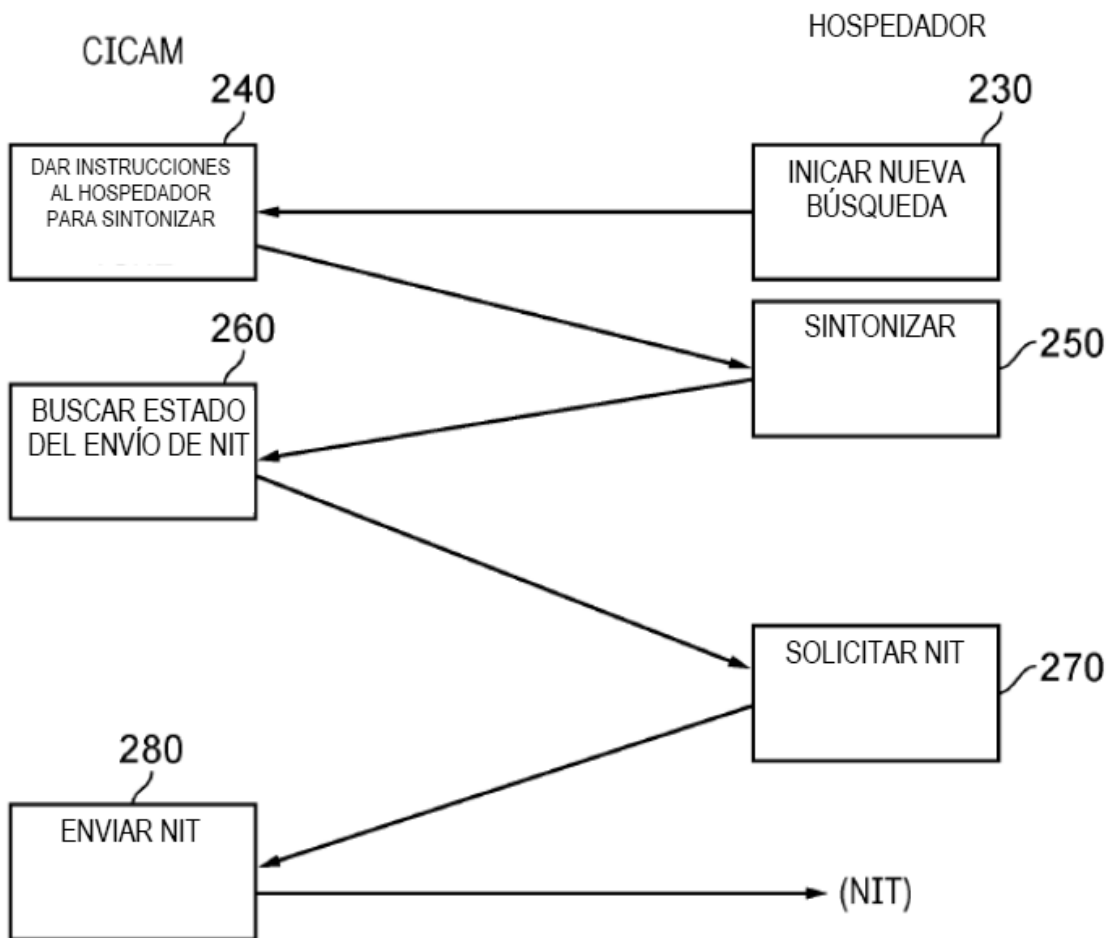 CICAM
HOSPEDADOR
240
230
DAR INSTRUCCIONES
AL HOSPEDADOR
PARA SINTONIZAR
INICAR NUEVA
BÚSQUEDA
260
SINTONIZAR
250
BUSCAR ESTADO
DEL ENVÍO DE NIT
SOLICITAR NIT
270
280
ENVIAR NIT
(NIT)